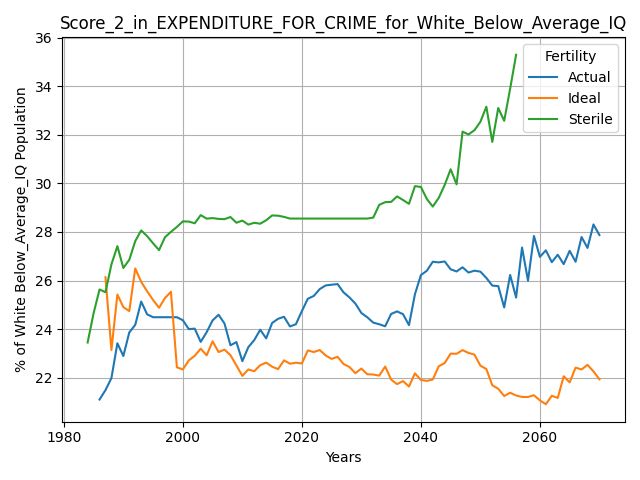 Score_2_in_EXPENDITURE_FOR_CRIME_for_White_Below_Average_IQ
% of White Below_Average_IQ Population
36
34
32
30
28
26
24
22
Fertility
Actual
Ideal
Sterile
1980
2000
2020
2040
2060
Years